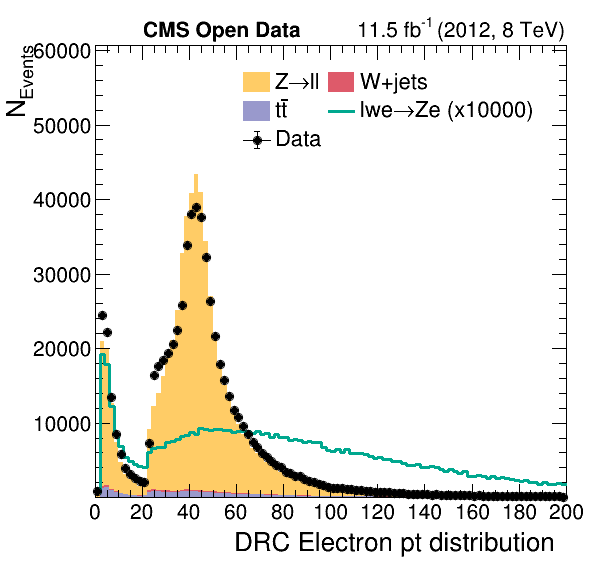 CMS Open Data 11.5 fb-1 (2012, 8 TeV)
NEvents
60000
50000
40000
30000
20000
10000
Z→ll W+jets
tt̄ lwe→Ze (x10000)
Data
0 20 40 60 80 100 120 140 160 180 200
DRC Electron pt distribution